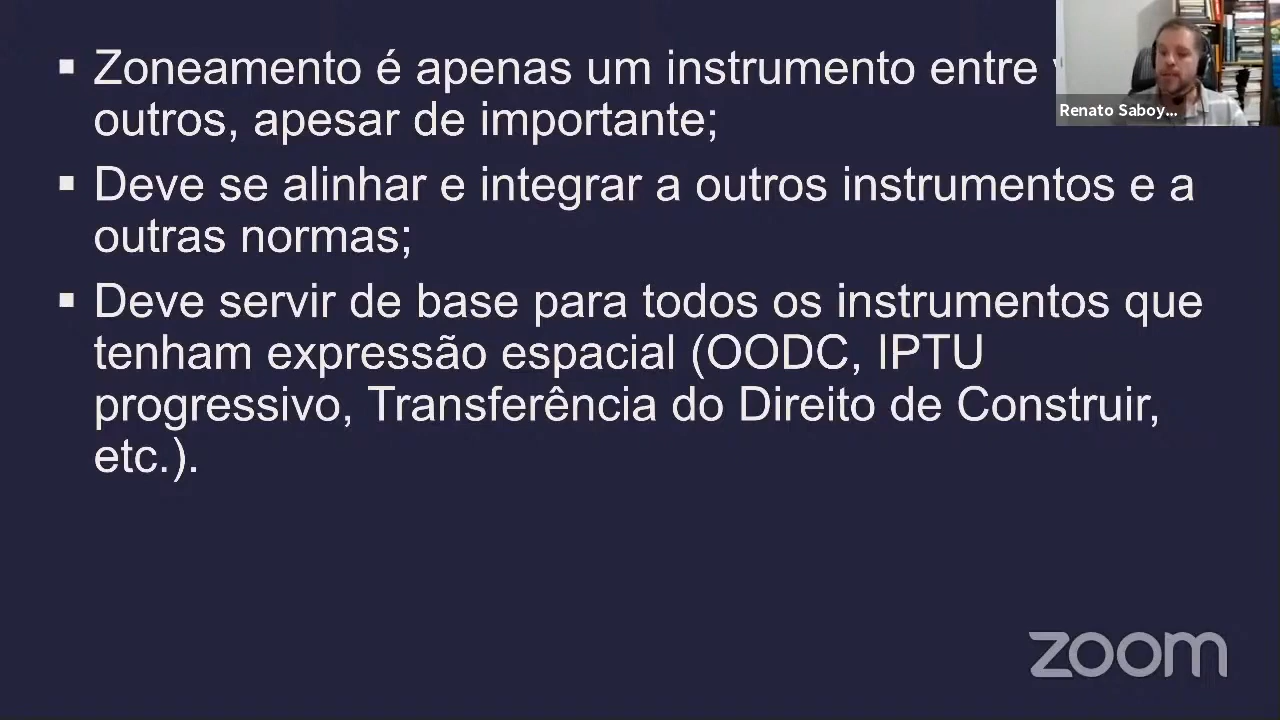 ▪ Zoneamento é apenas um instrumento entre
outros, apesar de importante;
▪ Deve se alinhar e integrar a outros instrumentos e a
outras normas;
▪ Deve servir de base para todos os instrumentos que
tenham expressão espacial (OODC, IPTU
progressivo, Transferência do Direito de Construir,
etc.).
Renato Saboy...
zoom